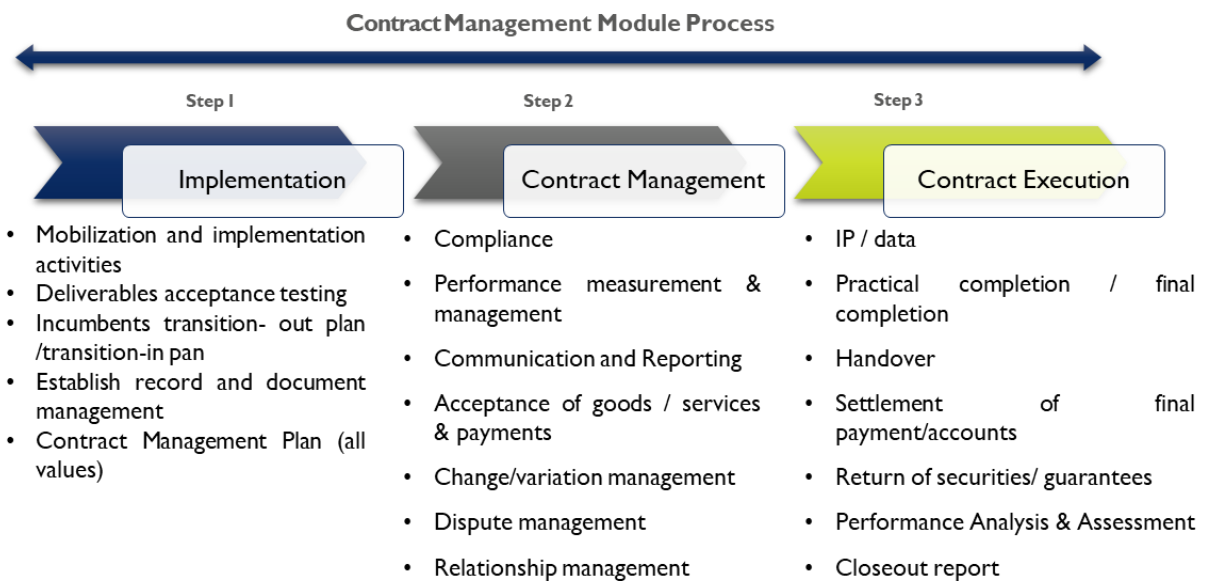 Contract Management Module Process
Step 1
Step 2
Step 3
Implementation
Contract Management
Contract Execution
• Mobilization and implementation
activities
• Deliverables acceptance testing
• Incumbents transition- out plan
/transition-in pan
• Establish record and document
management
• Contract Management Plan (all
values)
• Compliance
• Performance measurement &
management
• Communication and Reporting
• Acceptance of goods / services
& payments
• Change/variation management
• Dispute management
• Relationship management
• IP / data
• Practical completion / final
completion
• Handover
• Settlement of final
payment/accounts
• Return of securities/ guarantees
• Performance Analysis & Assessment
• Closeout report